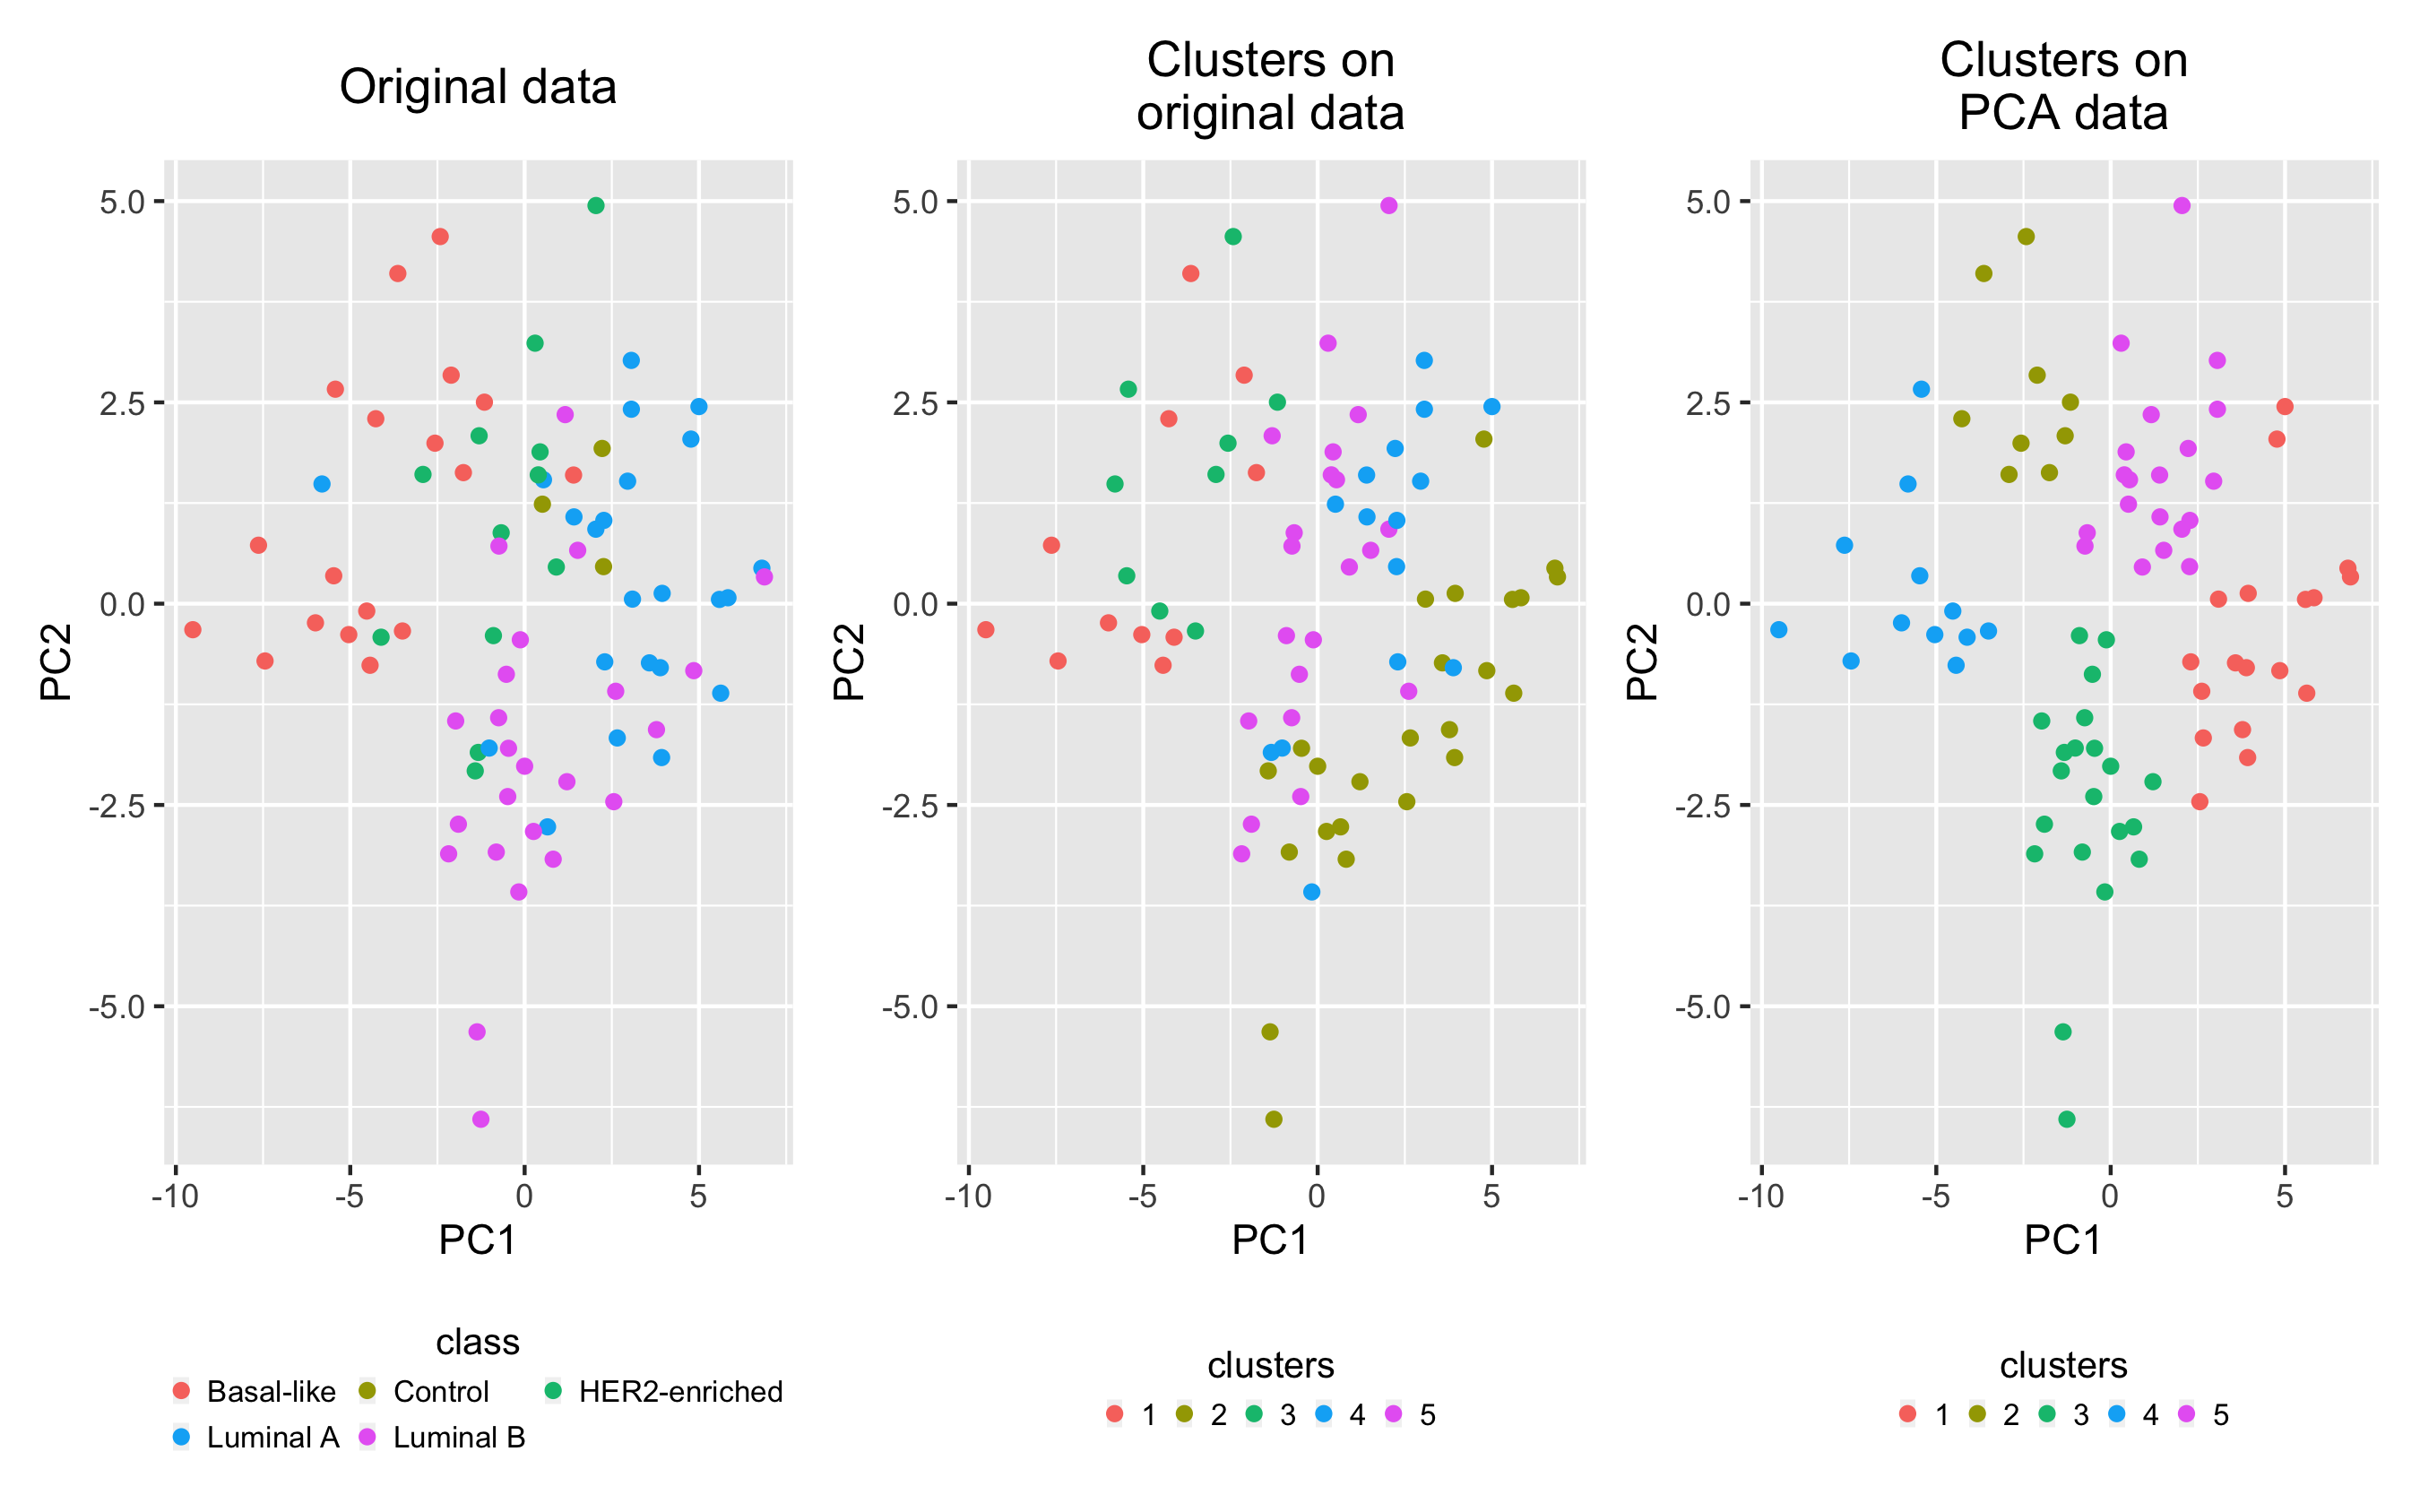 Original data
Clusters on
original data
Clusters on
PCA data
5.0
2.5
0.0
-2.5
-5.0
PC2
-10 -5 0 5
PC1
5.0
2.5
0.0
-2.5
-5.0
PC2
-10 -5 0 5
PC1
5.0
2.5
0.0
-2.5
-5.0
PC2
-10 -5 0 5
PC1
class
Basal-like Control HER2-enriched
Luminal A Luminal B
clusters
1 2 3 4 5
clusters
1 2 3 4 5